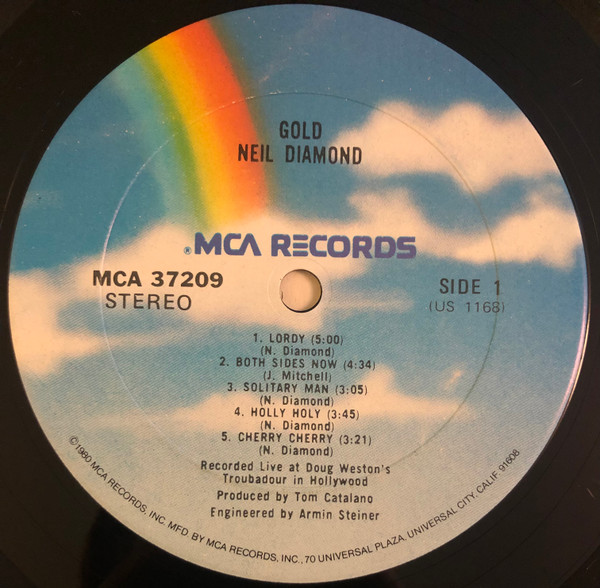 GOLD
NEIL DIAMOND
® MCA RECORDS
MCA 37209
STEREO
SIDE 1
(US 1168)
1. LORDY (5:00)
(N. Diamond)
2. BOTH SIDES NOW (4:34)
(J. Mitchell)
3. SOLITARY MAN (3:05)
(N. Diamond)
4. HOLLY HOLY (3:45)
(N. Diamond)
5. CHERRY CHERRY (3:21)
(N. Diamond)
Recorded Live at Doug Weston's
Troubadour in Hollywood
Produced by Tom Catalano
Engineered by Armin Steiner
©1980 MCA RECORDS, INC. MFD. BY MCA RECORDS, INC., 70 UNIVERSAL PLAZA, UNIVERSAL CITY, CALIF. 91608